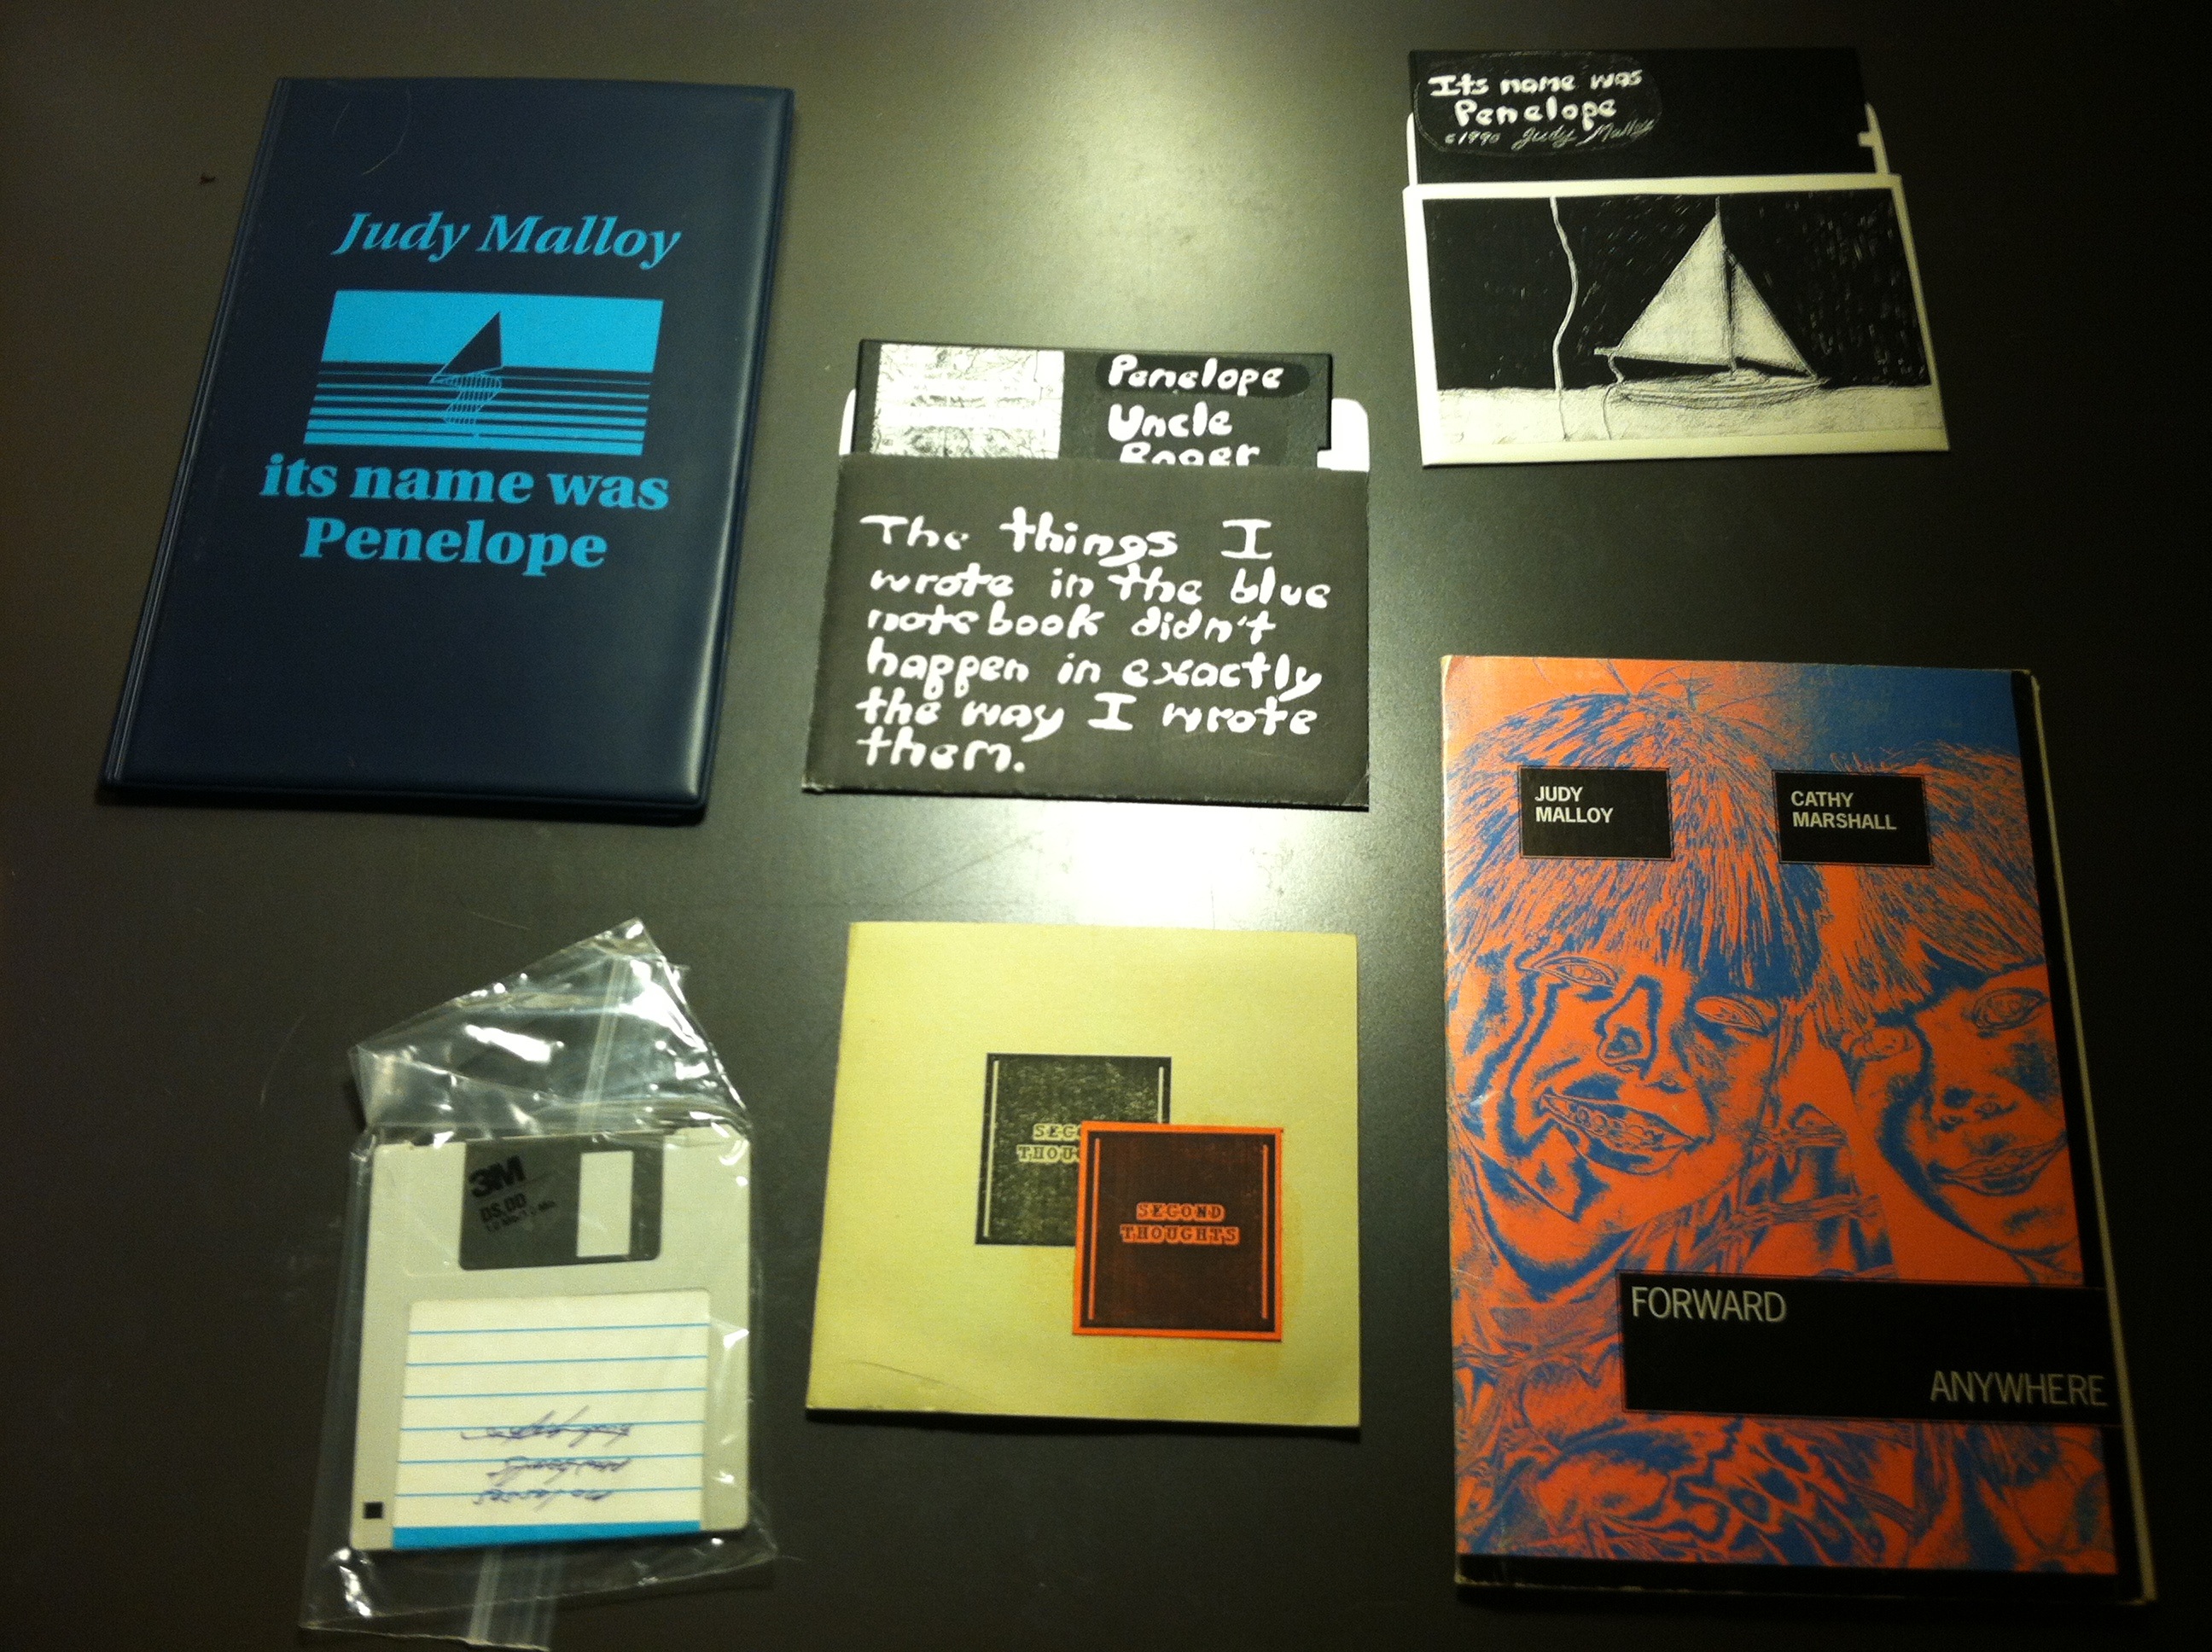 Judy Malloy
its name was
Penelope
Penelope
Uncle
Roger
The things I
wrote in the blue
notebook didn't
happen in exactly
the way I wrote
them.
Its name was
Penelope
©1990 Judy Malloy
3M
DS, DD
SECOND
THOUGHTS
JUDY
MALLOY
CATHY
MARSHALL
FORWARD
ANYWHERE